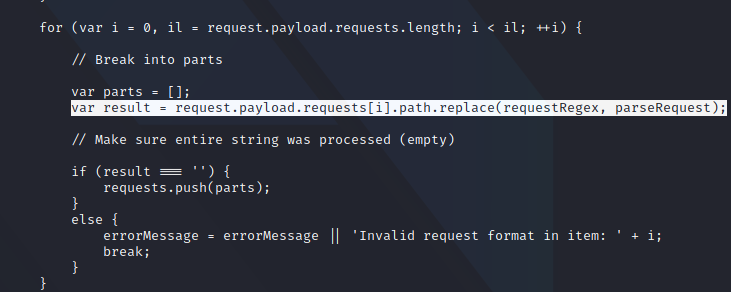 for (var i = 0, il = request.payload.requests.length; i < il; ++i) {
// Break into parts
var parts = [];
var result = request.payload.requests[i].path.replace(requestRegex, parseRequest);
// Make sure entire string was processed (empty)
if (result === '') {
requests.push(parts);
}
else {
errorMessage = errorMessage || 'Invalid request format in item: ' + i;
break;
}
}